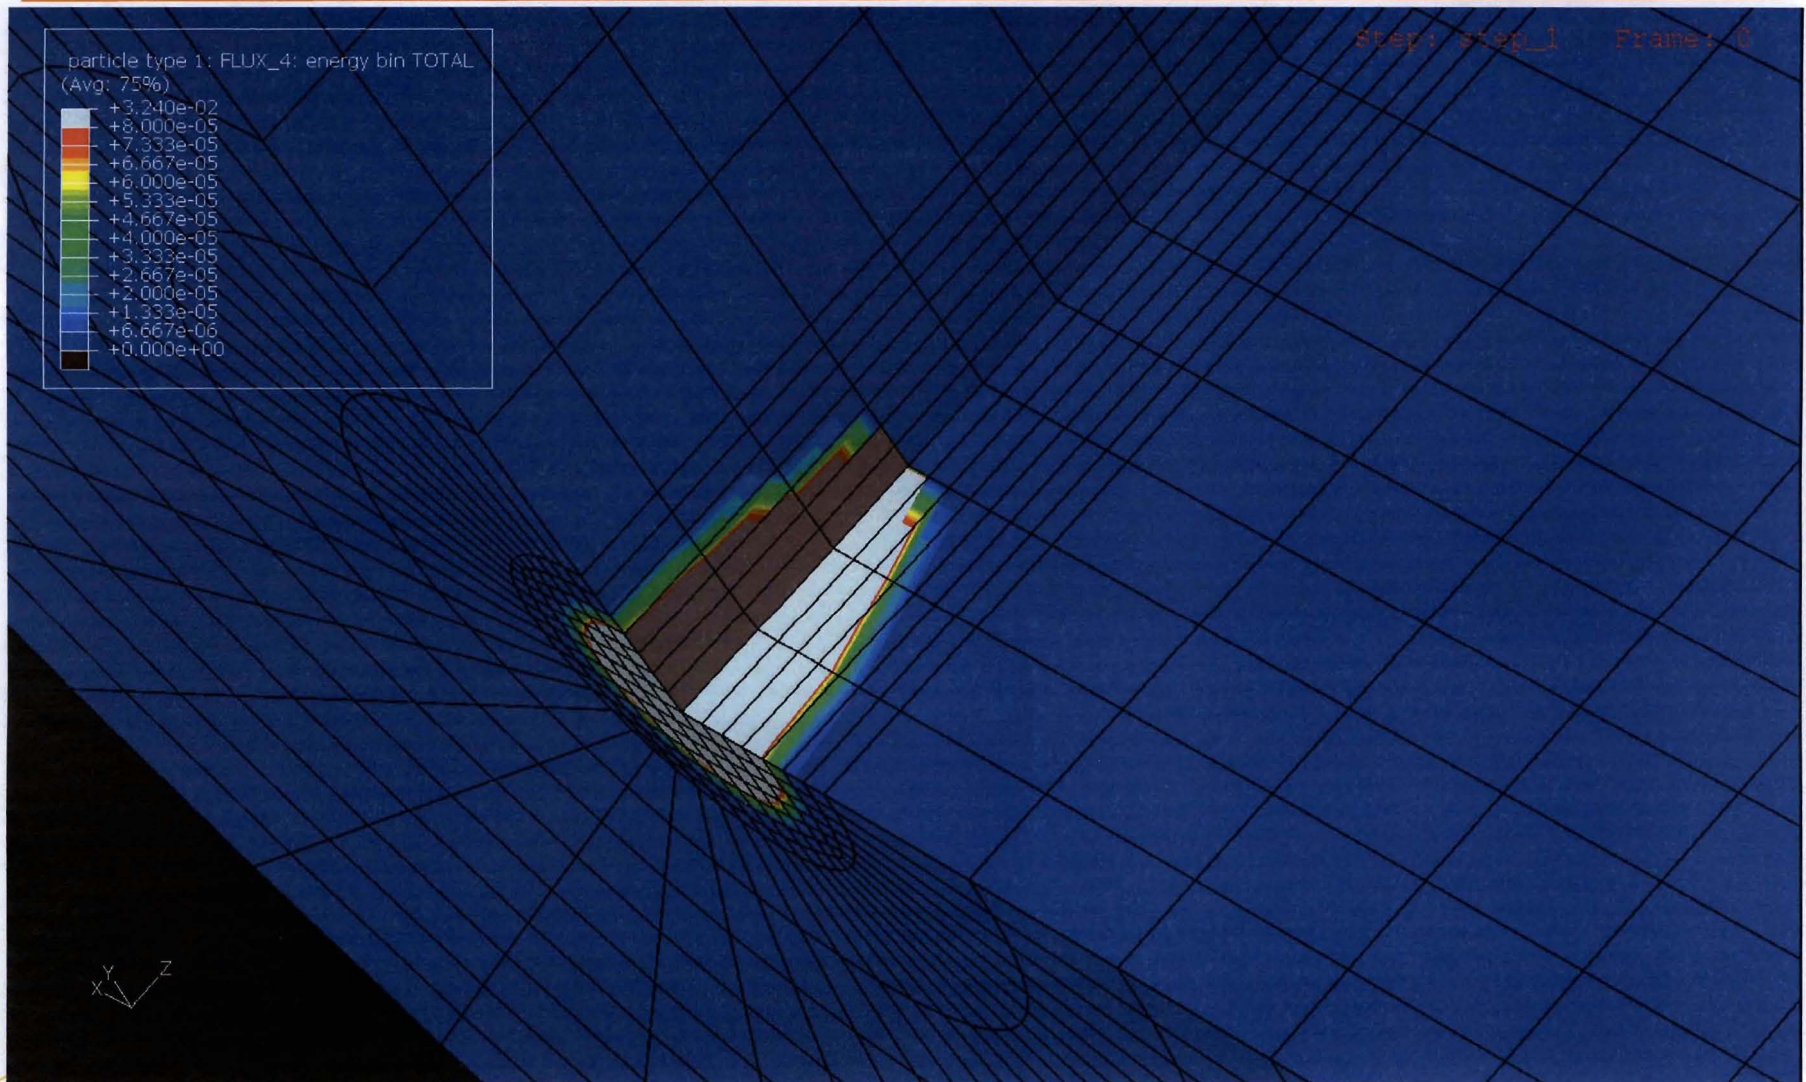 Step: step_1 Frame: 0
particle type 1: FLUX_4: energy bin TOTAL
(Avg: 75%)
+3.240e-02
+8.000e-05
+7.333e-05
+6.667e-05
+6.000e-05
+5.333e-05
+4.667e-05
+4.000e-05
+3.333e-05
+2.667e-05
+2.000e-05
+1.333e-05
+6.667e-06
+0.000e+00
Y
Z
X